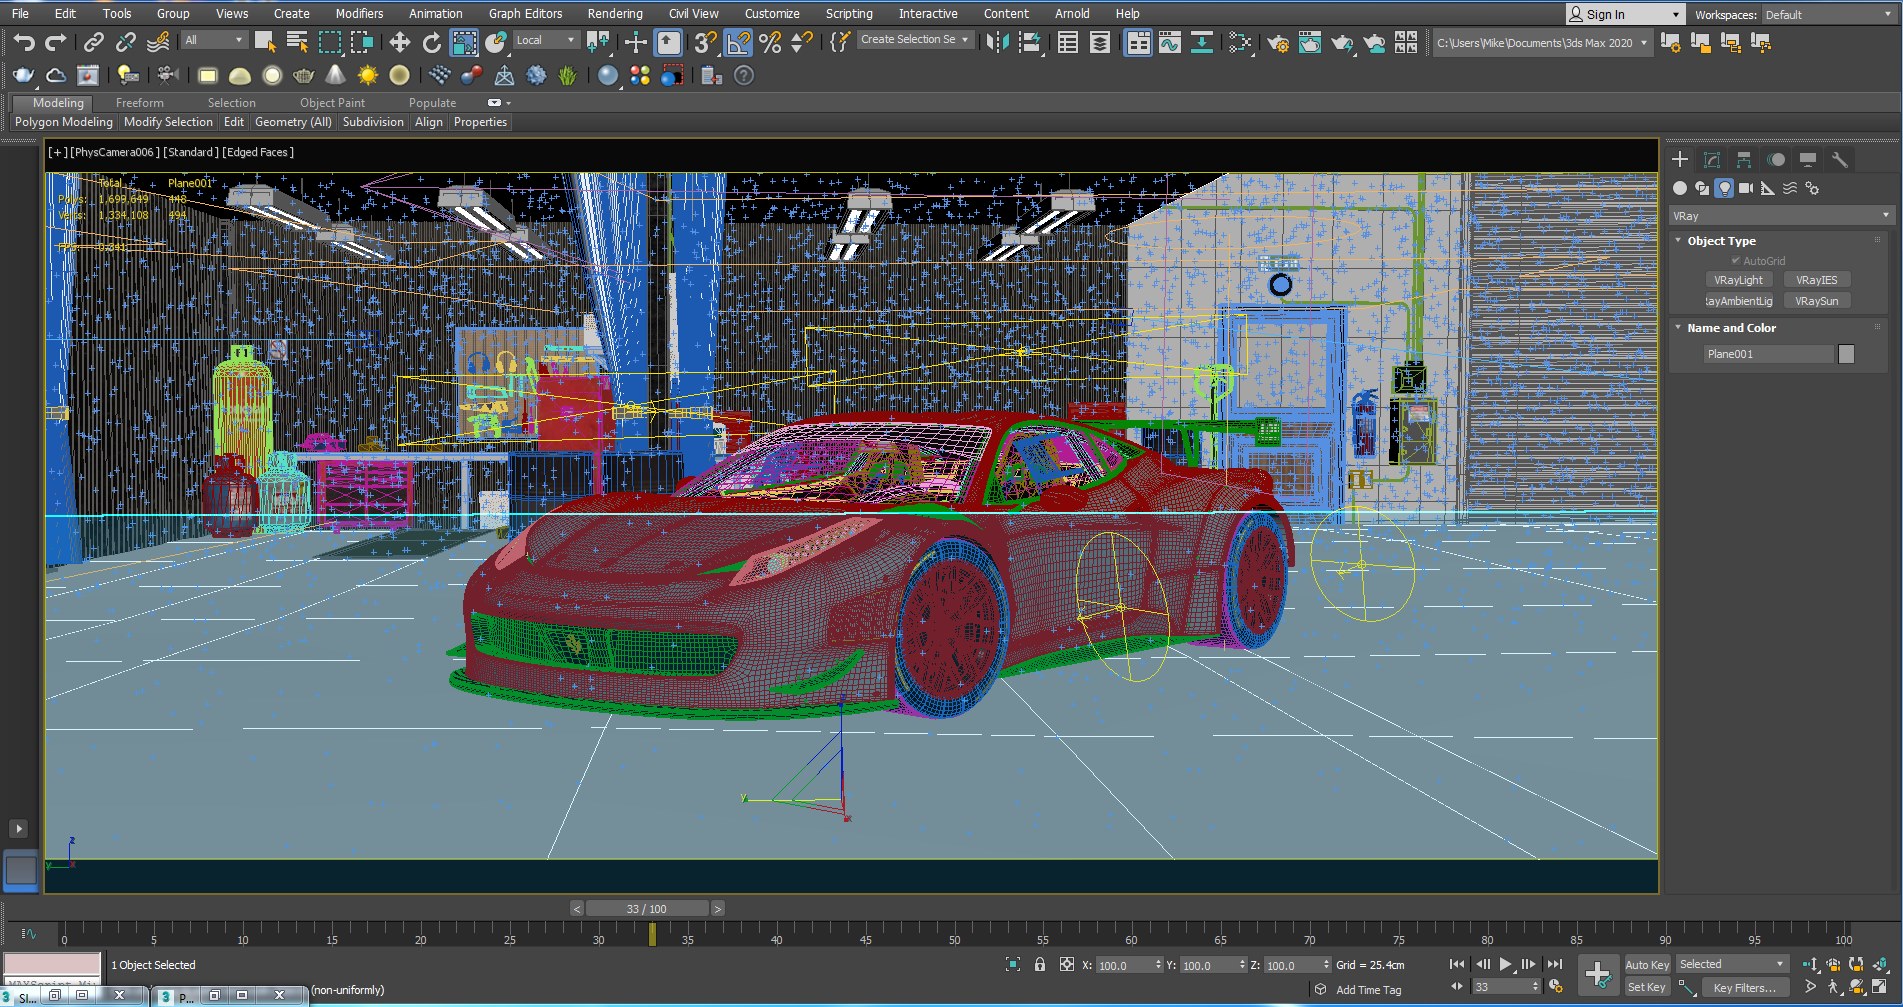 File Edit Tools Group Views Create Modifiers Animation Graph Editors Rendering Civil View Customize Scripting Interactive Content Arnold Help Sign In Workspaces: Default
All Local Create Selection Se C:\Users\Mike\Documents\3ds Max 2020
Modeling Freeform Selection Object Paint Populate
Polygon Modeling Modify Selection Edit Geometry (All) Subdivision Align Properties
[+] [PhysCamera006] [Standard] [Edged Faces]
Total Plane001
Polys: 1,699,649 448
Verts: 1,334,108 494
VRay
Object Type
AutoGrid
VRayLight VRayIES
RayAmbientLig VRaySun
Name and Color
Plane001
y
x
z
y
< 33 / 100 >
0 5 10 15 20 25 30 35 40 45 50 55 60 65 70 75 80 85 90 95 100
1 Object Selected
X: 100.0 Y: 100.0 Z: 100.0 Grid = 25.4cm
Auto Key Selected
MAXScript Mi
(non-uniformly)
Add Time Tag
33
Set Key Key Filters...
3 Sl... 3 P...